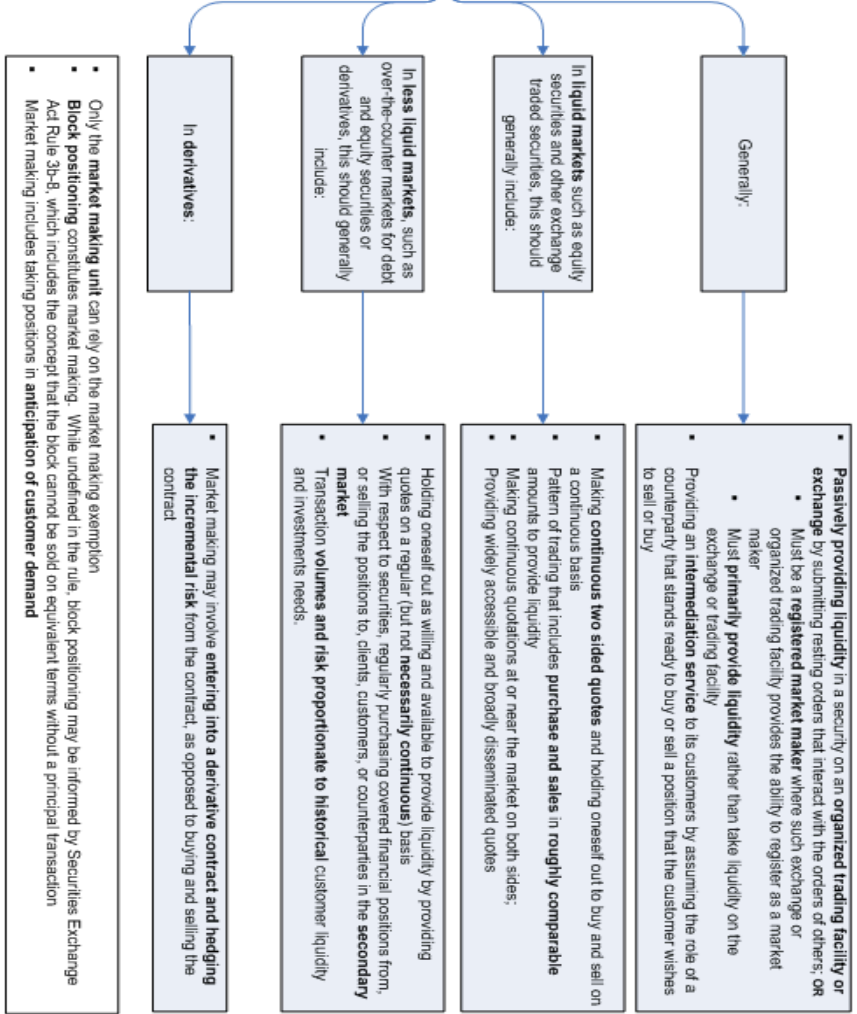 Generally:
Passively providing liquidity in a security on an organized trading facility or
exchange by submitting resting orders that interact with the orders of others; OR
Must be a registered market maker where such exchange or
organized trading facility provides the ability to register as a market
maker
Must primarily provide liquidity rather than take liquidity on the
exchange or trading facility
Providing an intermediation service to its customers by assuming the role of a
counterparty that stands ready to buy or sell a position that the customer wishes
to sell or buy
In liquid markets such as equity
securities and other exchange
traded securities, this should
generally include:
Making continuous two sided quotes and holding oneself out to buy and sell on
a continuous basis
Pattern of trading that includes purchase and sales in roughly comparable
amounts to provide liquidity
Making continuous quotations at or near the market on both sides;
Providing widely accessible and broadly disseminated quotes
In less liquid markets, such as
over-the-counter markets for debt
and equity securities or
derivatives, this should generally
include:
Holding oneself out as willing and available to provide liquidity by providing
quotes on a regular (but not necessarily continuous) basis
With respect to securities, regularly purchasing covered financial positions from,
or selling the positions to, clients, customers, or counterparties in the secondary
market
Transaction volumes and risk proportionate to historical customer liquidity
and investments needs.
In derivatives:
Market making may involve entering into a derivative contract and hedging
the incremental risk from the contract, as opposed to buying and selling the
contract
Only the market making unit can rely on the market making exemption
Block positioning constitutes market making. While undefined in the rule, block positioning may be informed by Securities Exchange
Act Rule 3b-8, which includes the concept that the block cannot be sold on equivalent terms without a principal transaction
Market making includes taking positions in anticipation of customer demand